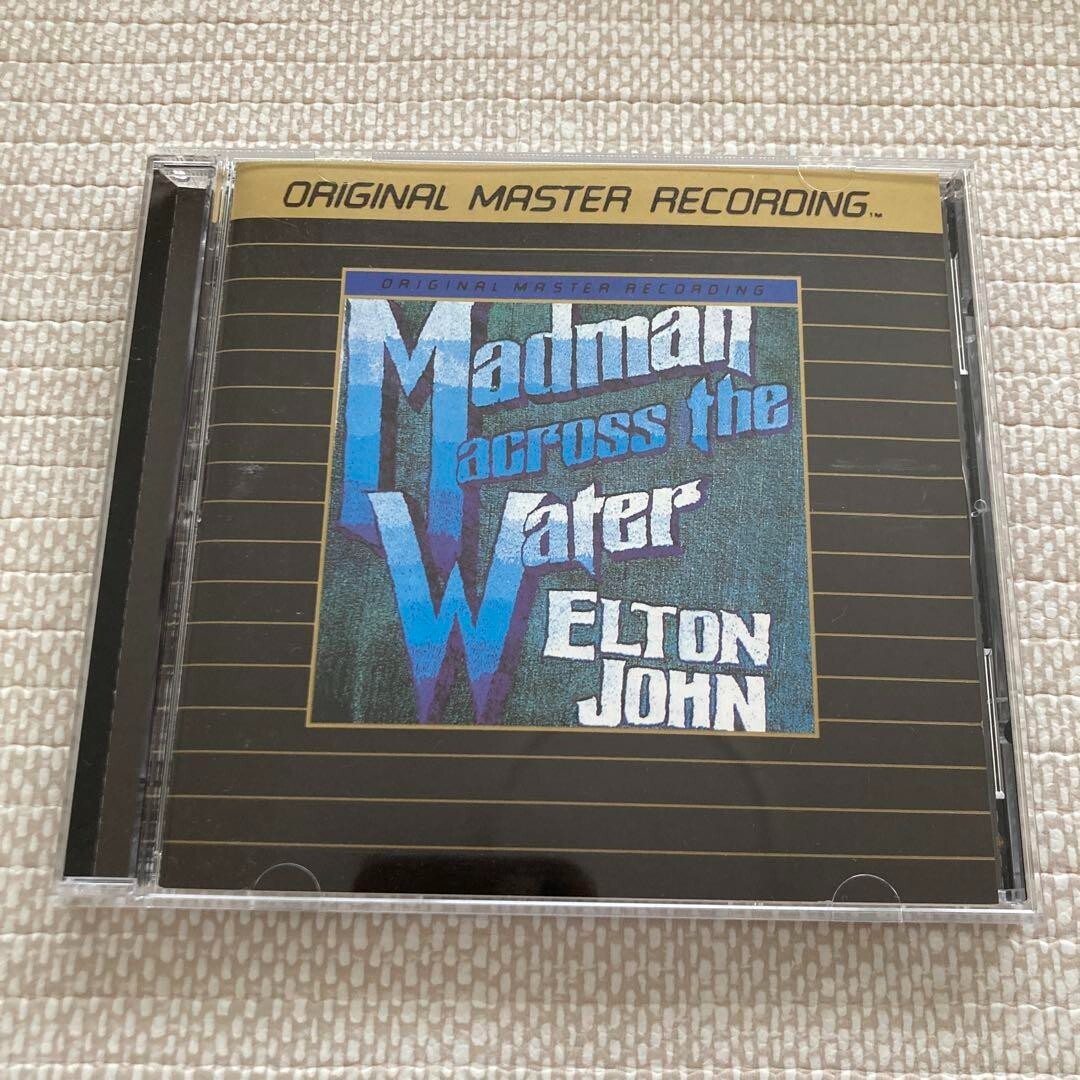 ORIGINAL MASTER RECORDING™
ORIGINAL MASTER RECORDING
Madman
across the
Water
ELTON
JOHN